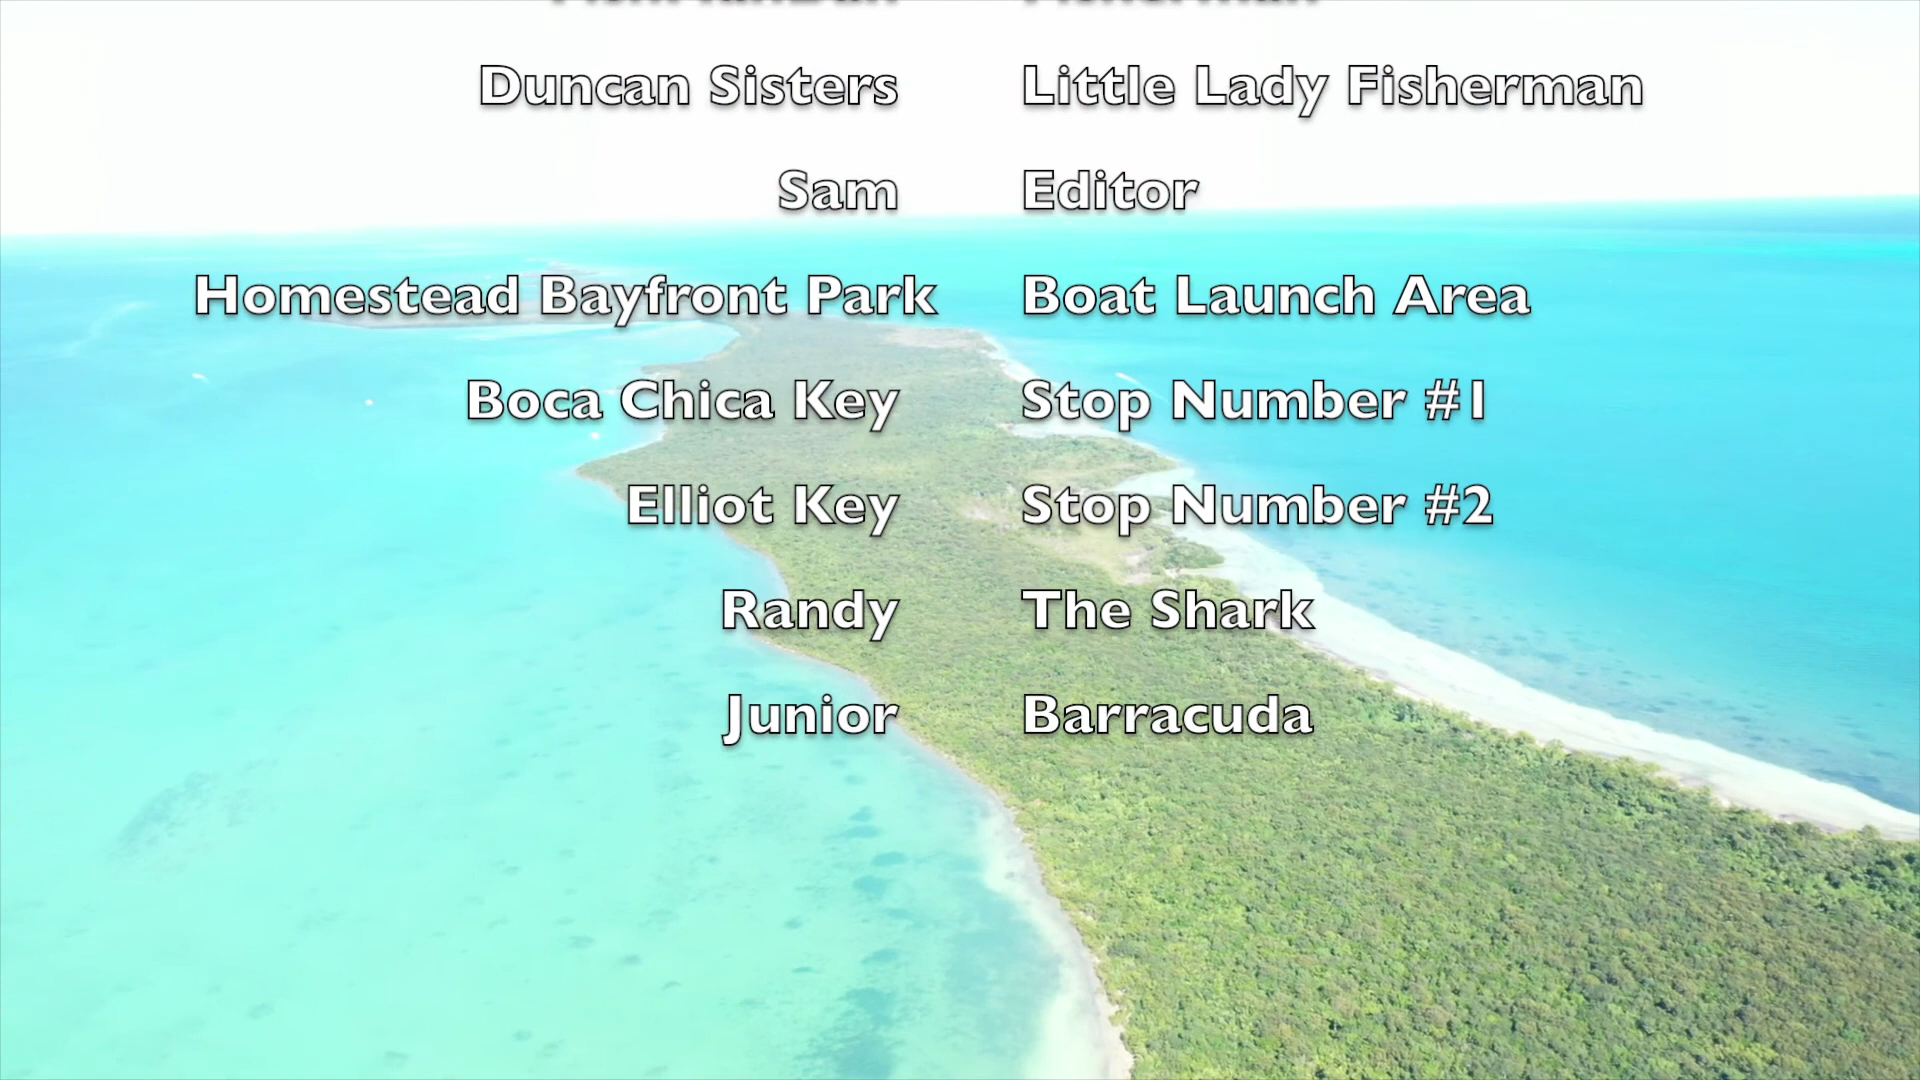 Fisherman
Duncan Sisters Little Lady Fisherman
Sam Editor
Homestead Bayfront Park Boat Launch Area
Boca Chica Key Stop Number #1
Elliot Key Stop Number #2
Randy The Shark
Junior Barracuda